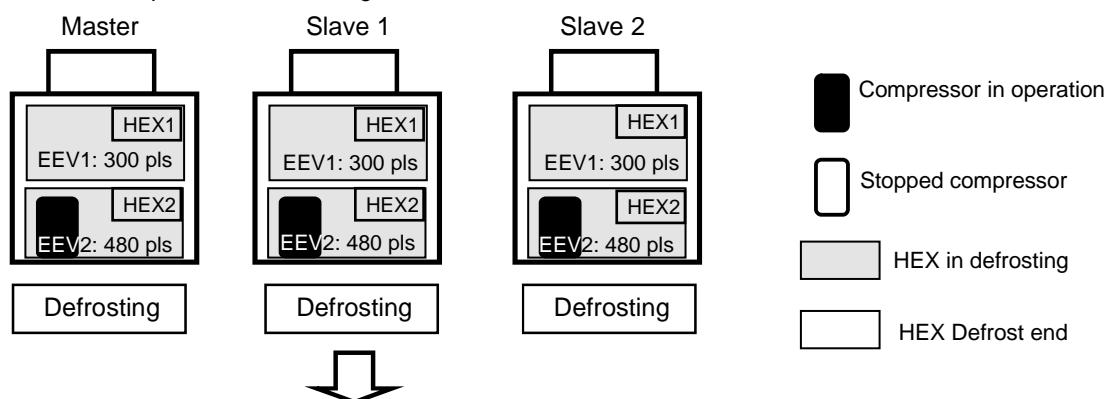 Master
Slave 1
Slave 2
HEX1
EEV1: 300 pls
HEX2
EEV2: 480 pls
Defrosting
HEX1
EEV1: 300 pls
HEX2
EEV2: 480 pls
Defrosting
HEX1
EEV1: 300 pls
HEX2
EEV2: 480 pls
Defrosting
Compressor in operation
Stopped compressor
HEX in defrosting
HEX Defrost end